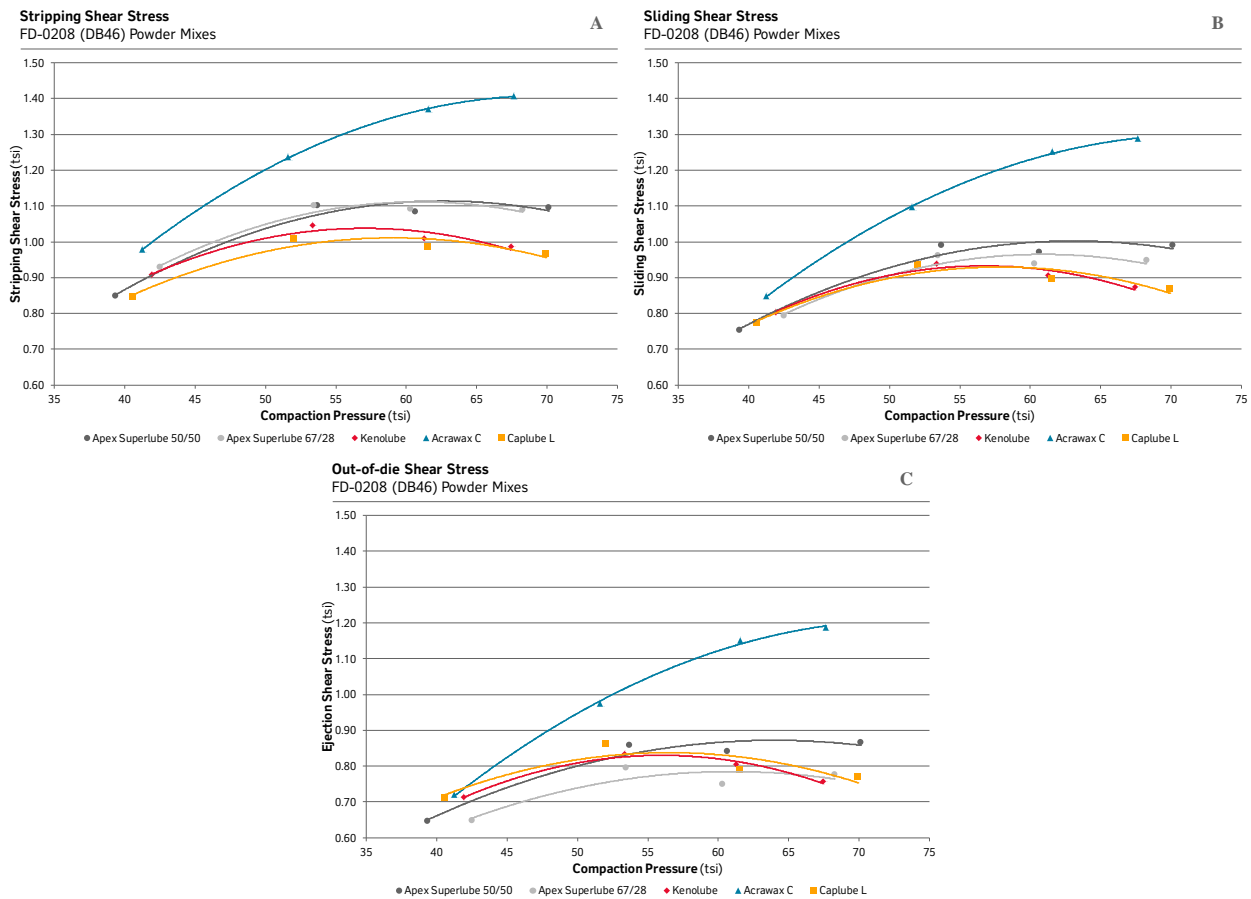 Stripping Shear Stress
FD-0208 (DB46) Powder Mixes
A
Stripping Shear Stress (tsi)
1.50
1.40
1.30
1.20
1.10
1.00
0.90
0.80
0.70
0.60
35 40 45 50 55 60 65 70 75
Compaction Pressure (tsi)
Apex Superlube 50/50 Apex Superlube 67/28 Kenolube Acrawax C Caplube L
Sliding Shear Stress
FD-0208 (DB46) Powder Mixes
B
Sliding Shear Stress (tsi)
1.50
1.40
1.30
1.20
1.10
1.00
0.90
0.80
0.70
0.60
35 40 45 50 55 60 65 70 75
Compaction Pressure (tsi)
Apex Superlube 50/50 Apex Superlube 67/28 Kenolube Acrawax C Caplube L
Out-of-die Shear Stress
FD-0208 (DB46) Powder Mixes
C
Ejection Shear Stress (tsi)
1.50
1.40
1.30
1.20
1.10
1.00
0.90
0.80
0.70
0.60
35 40 45 50 55 60 65 70 75
Compaction Pressure (tsi)
Apex Superlube 50/50 Apex Superlube 67/28 Kenolube Acrawax C Caplube L